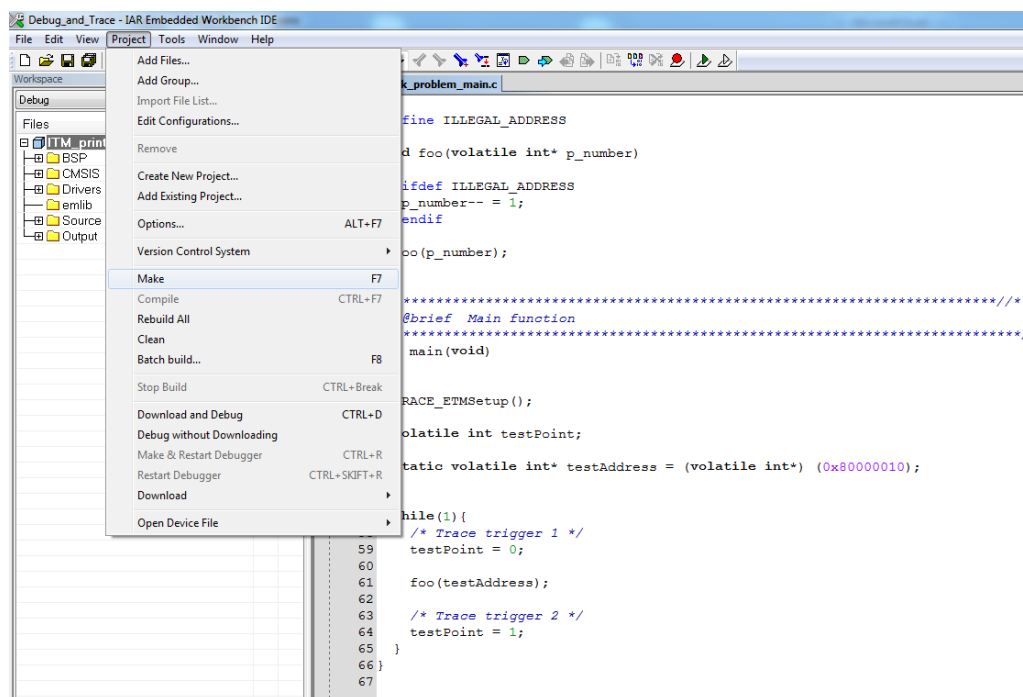 Debug_and_Trace - IAR Embedded Workbench IDE
File Edit View Project Tools Window Help
Workspace
Debug
Files
ITM_print
BSP
CMSIS
Drivers
emlib
Source
Output
Add Files...
Add Group...
Import File List...
Edit Configurations...
Remove
Create New Project...
Add Existing Project...
Options... ALT+F7
Version Control System
Make F7
Compile CTRL+F7
Rebuild All
Clean
Batch build... F8
Stop Build CTRL+Break
Download and Debug CTRL+D
Debug without Downloading
Make & Restart Debugger CTRL+R
Restart Debugger CTRL+SKIFT+R
Download
Open Device File
k_problem_main.c
fine ILLEGAL_ADDRESS
d foo(volatile int* p_number)
ifdef ILLEGAL_ADDRESS
p_number-- = 1;
endif
oo(p_number);
************************************************************************//*
@brief Main function
***************************************************************************/
main(void)
RACE_ETMSetup();
olatile int testPoint;
tatic volatile int* testAddress = (volatile int*) (0x80000010);
hile(1){
/* Trace trigger 1 */
59 testPoint = 0;
60
61 foo(testAddress);
62
63 /* Trace trigger 2 */
64 testPoint = 1;
65 }
66 }
67